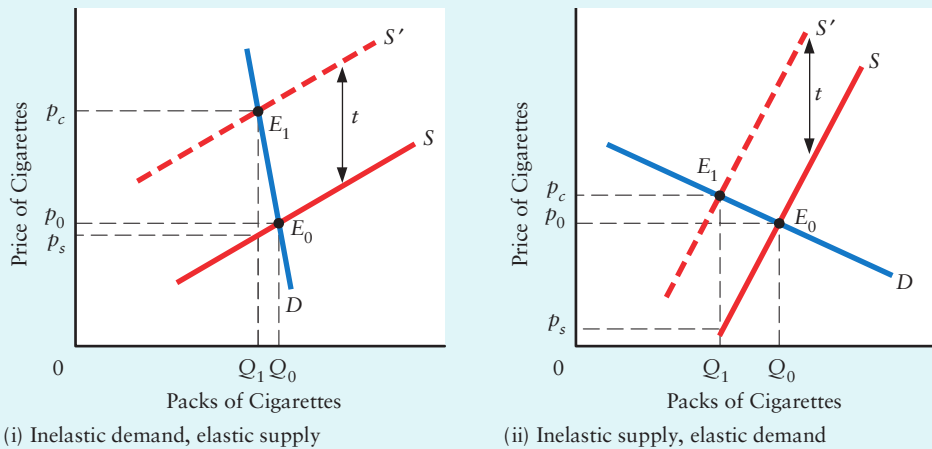 Price of Cigarettes
p_c
p_0
p_s
0
S′
E_1
t
S
E_0
D
Q_1 Q_0
Packs of Cigarettes
(i) Inelastic demand, elastic supply
Price of Cigarettes
p_c
p_0
p_s
0
S′
S
t
E_1
E_0
D
Q_1 Q_0
Packs of Cigarettes
(ii) Inelastic supply, elastic demand